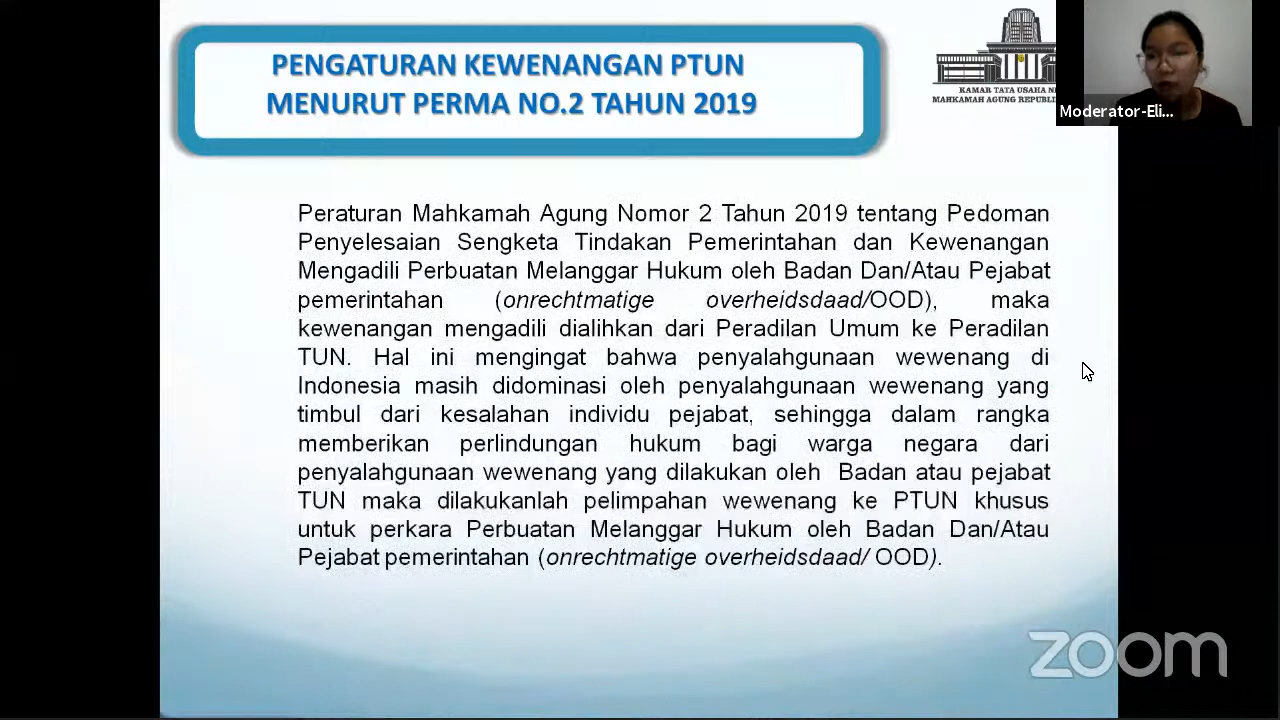 PENGATURAN KEWENANGAN PTUN
MENURUT PERMA NO.2 TAHUN 2019
KAMAR TATA USAHA
MAHKAMAH AGUNG
Moderator-Eli...
Peraturan Mahkamah Agung Nomor 2 Tahun 2019 tentang Pedoman
Penyelesaian Sengketa Tindakan Pemerintahan dan Kewenangan
Mengadili Perbuatan Melanggar Hukum oleh Badan Dan/Atau Pejabat
pemerintahan (onrechtmatige overheidsdaad/OOD), maka
kewenangan mengadili dialihkan dari Peradilan Umum ke Peradilan
TUN. Hal ini mengingat bahwa penyalahgunaan wewenang di
Indonesia masih didominasi oleh penyalahgunaan wewenang yang
timbul dari kesalahan individu pejabat, sehingga dalam rangka
memberikan perlindungan hukum bagi warga negara dari
penyalahgunaan wewenang yang dilakukan oleh Badan atau pejabat
TUN maka dilakukanlah pelimpahan wewenang ke PTUN khusus
untuk perkara Perbuatan Melanggar Hukum oleh Badan Dan/Atau
Pejabat pemerintahan (onrechtmatige overheidsdaad/ OOD).
zoom